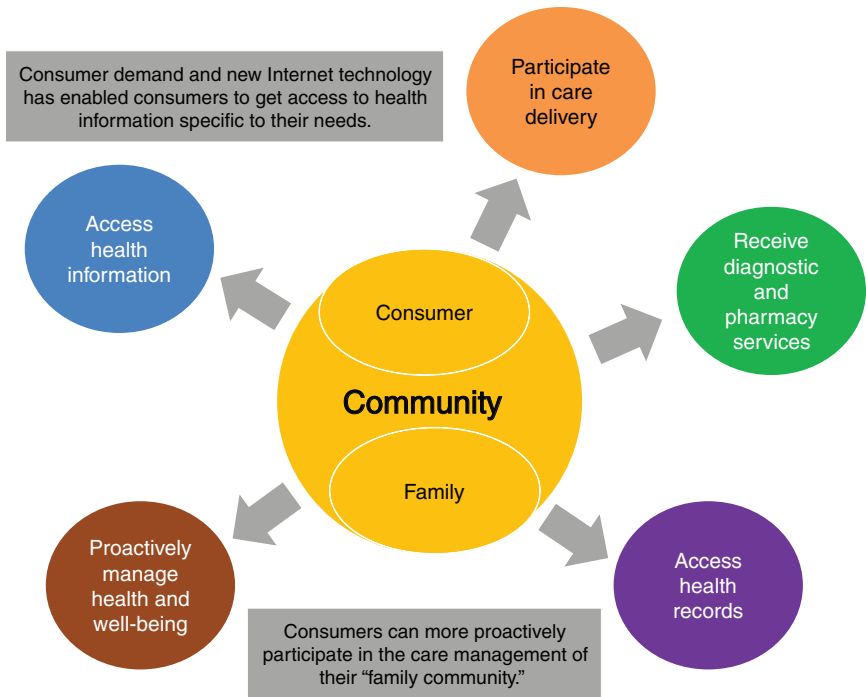 Consumer demand and new Internet technology
has enabled consumers to get access to health
information specific to their needs.
Participate
in care
delivery
Access
health
information
Receive
diagnostic
and
pharmacy
services
Consumer
Community
Family
Proactively
manage
health and
well-being
Access
health
records
Consumers can more proactively
participate in the care management of
their “family community.”